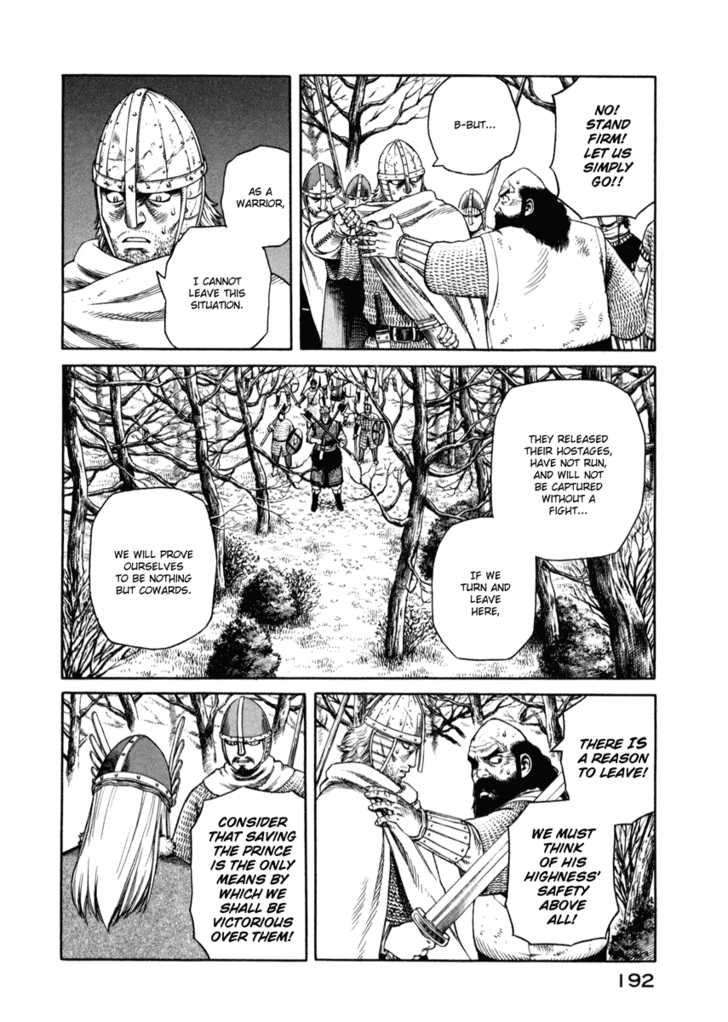 NO!
STAND
FIRM!
LET US
SIMPLY
GO!!
B-BUT...
AS A
WARRIOR,
I CANNOT
LEAVE THIS
SITUATION.
THEY RELEASED
THEIR HOSTAGES,
HAVE NOT RUN,
AND WILL NOT
BE CAPTURED
WITHOUT A
FIGHT...
IF WE
TURN AND
LEAVE
HERE,
WE WILL PROVE
OURSELVES
TO BE NOTHING
BUT COWARDS.
THERE IS
A REASON
TO LEAVE!
WE MUST
THINK
OF HIS
HIGHNESS'
SAFETY
ABOVE
ALL!
CONSIDER
THAT SAVING
THE PRINCE
IS THE ONLY
MEANS BY
WHICH WE
SHALL BE
VICTORIOUS
OVER THEM!
192